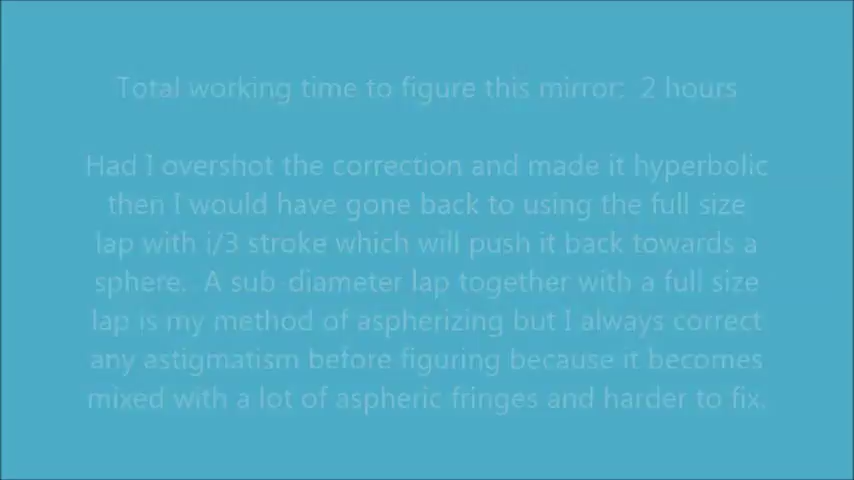 Total working time to figure this mirror:  2 hours
Had I overshot the correction and made it hyperbolic
then I would have gone back to using the full size
lap with i/3 stroke which will push it back towards a
sphere.  A sub diameter lap together with a full size
lap is my method of aspherizing but I always correct
any astigmatism before figuring because it becomes
mixed with a lot of aspheric fringes and harder to fix.